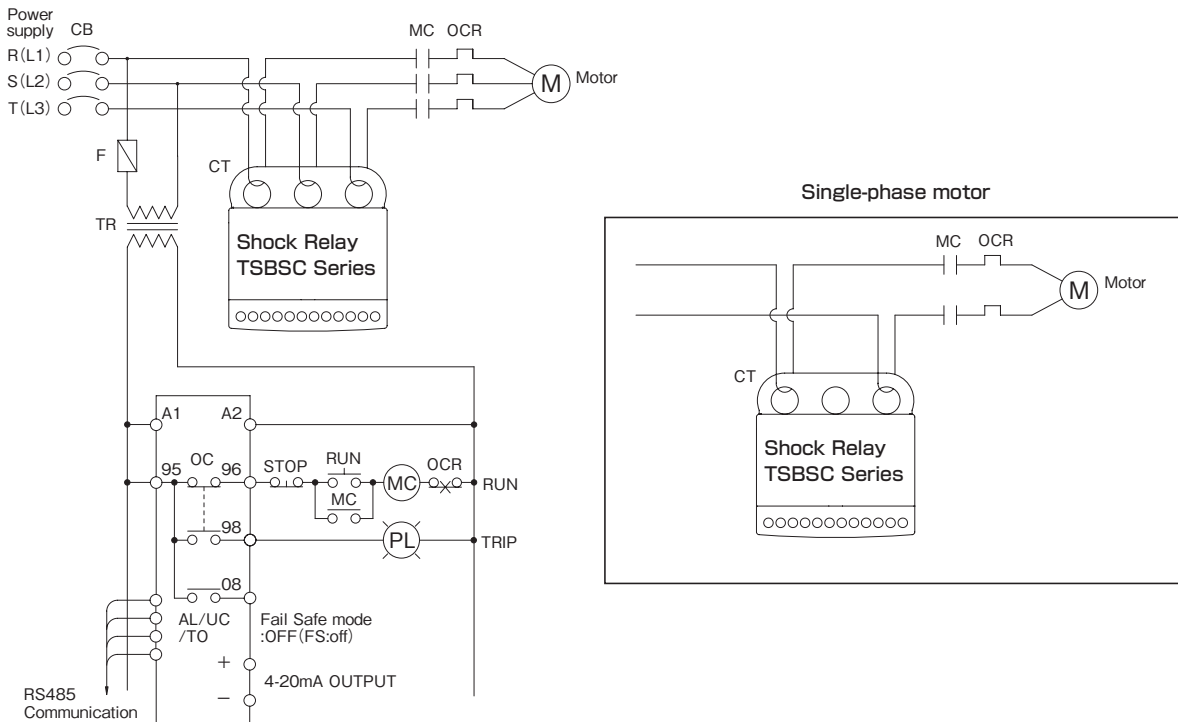 Power
supply
CB
R(L1)
S(L2)
T(L3)
MC
OCR
M
Motor
F
CT
TR
Shock Relay
TSBSC Series
A1
A2
95
OC
96
STOP
RUN
MC
MC
OCR
RUN
98
PL
TRIP
08
AL/UC
/TO
Fail Safe mode
:OFF(FS:off)
+
4-20mA OUTPUT
−
RS485
Communication
Single-phase motor
MC
OCR
M
Motor
CT
Shock Relay
TSBSC Series